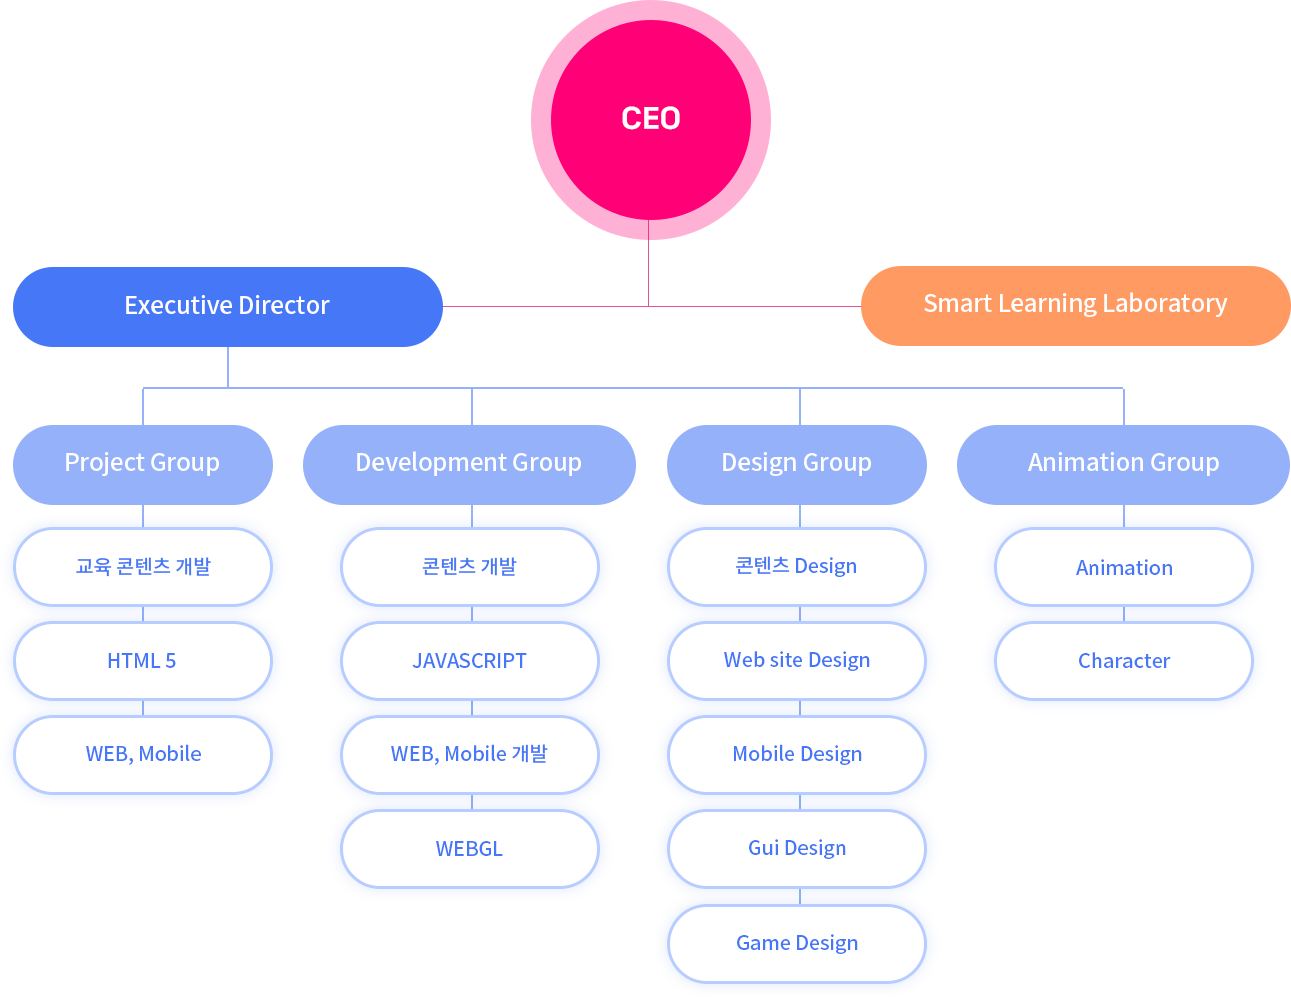 CEO
Executive Director
Smart Learning Laboratory
Project Group
Development Group
Design Group
Animation Group
교육 콘텐츠 개발
HTML 5
WEB, Mobile
콘텐츠 개발
JAVASCRIPT
WEB, Mobile 개발
WEBGL
콘텐츠 Design
Web site Design
Mobile Design
Gui Design
Game Design
Animation
Character